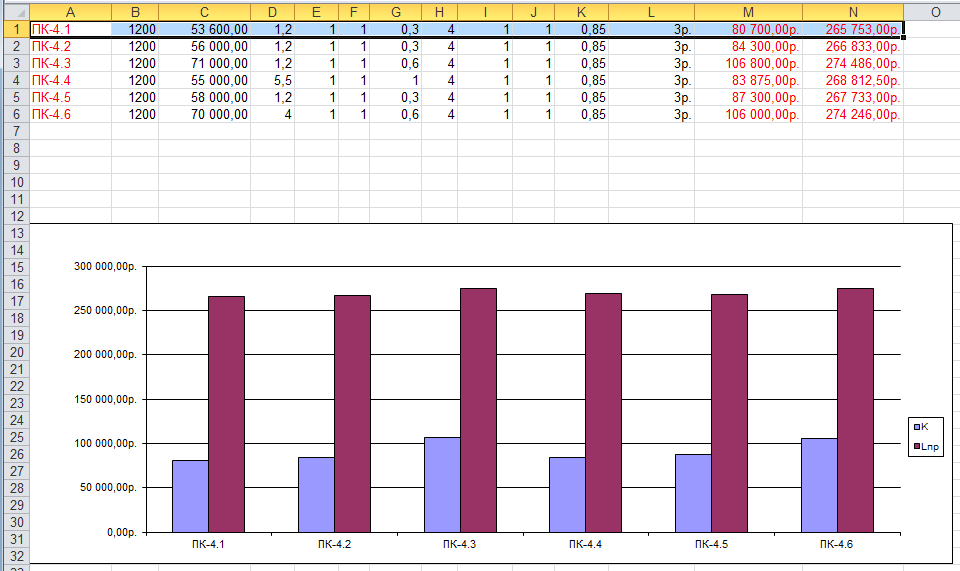 A B C D E F G H I J K L M N O
1 ПК-4.1 1200 53 600,00 1,2 1 1 0,3 4 1 1 0,85 3р. 80 700,00р. 265 753,00р.
2 ПК-4.2 1200 56 000,00 1,2 1 1 0,3 4 1 1 0,85 3р. 84 300,00р. 266 833,00р.
3 ПК-4.3 1200 71 000,00 1,2 1 1 0,6 4 1 1 0,85 3р. 106 800,00р. 274 486,00р.
4 ПК-4.4 1200 55 000,00 5,5 1 1 1 4 1 1 0,85 3р. 83 875,00р. 268 812,50р.
5 ПК-4.5 1200 58 000,00 1,2 1 1 0,3 4 1 1 0,85 3р. 87 300,00р. 267 733,00р.
6 ПК-4.6 1200 70 000,00 4 1 1 0,6 4 1 1 0,85 3р. 106 000,00р. 274 246,00р.
7
8
9
10
11
12
13
14
15 300 000,00р.
16
17
18 250 000,00р.
19
20 200 000,00р.
21
22
23 150 000,00р.
24 K
25 100 000,00р.
26 Lпр
27
28 50 000,00р.
29
30
31 0,00р.
32 ПК-4.1 ПК-4.2 ПК-4.3 ПК-4.4 ПК-4.5 ПК-4.6